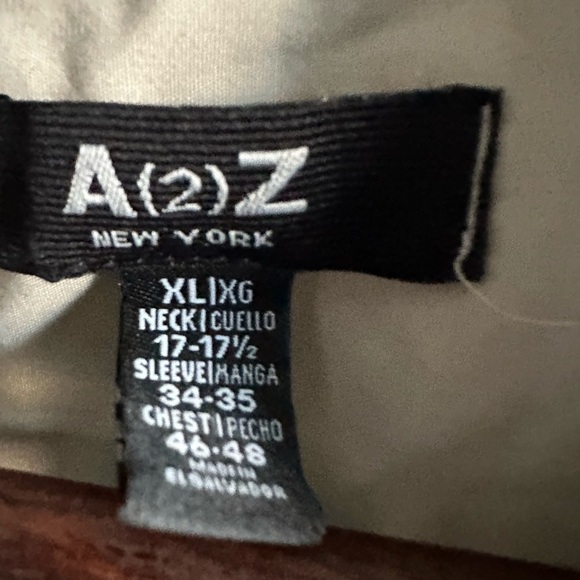 A(2)Z
NEW YORK
XL|XG
NECK|CUELLO
17-17½
SLEEVE|MANGA
34-35
CHEST|PECHO
46-48
MADE IN
EL SALVADOR